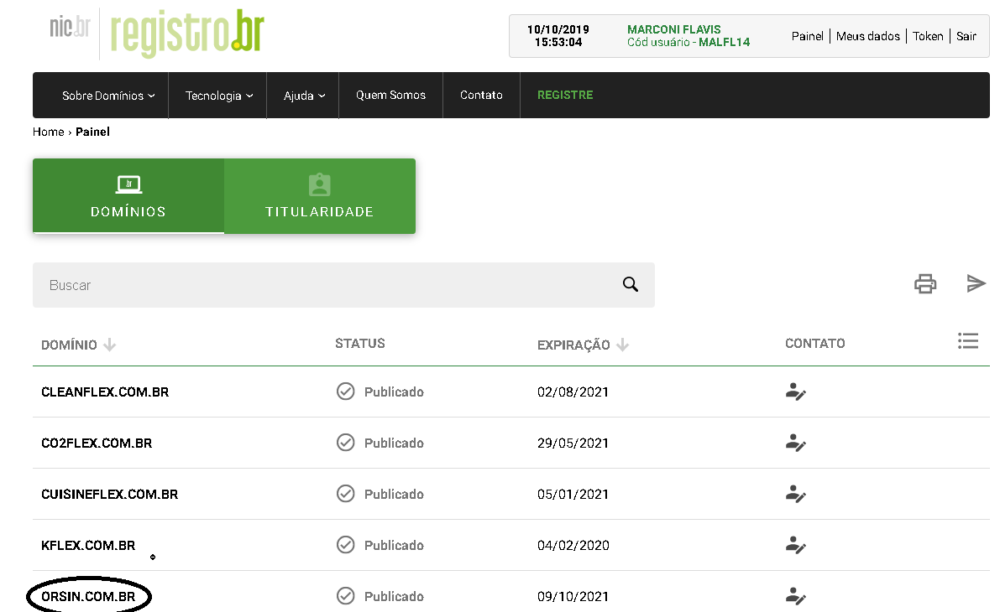 nic.br registro.br
10/10/2019
15:53:04
MARCONI FLAVIS
Cód usuário - MALFL14
Painel | Meus dados | Token | Sair
Sobre Domínios Tecnologia Ajuda Quem Somos Contato REGISTRE
Home › Painel
br
DOMÍNIOS TITULARIDADE
Buscar
DOMÍNIO STATUS EXPIRAÇÃO CONTATO
CLEANFLEX.COM.BR Publicado 02/08/2021
CO2FLEX.COM.BR Publicado 29/05/2021
CUISINEFLEX.COM.BR Publicado 05/01/2021
KFLEX.COM.BR Publicado 04/02/2020
ORSIN.COM.BR Publicado 09/10/2021